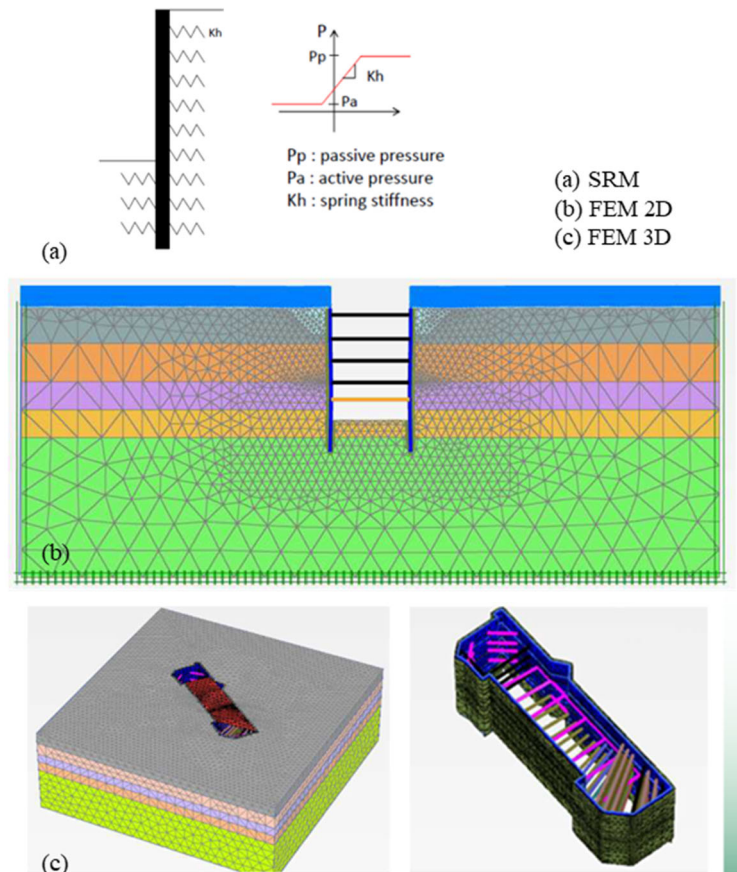 Kh
P
Pp
Kh
Pa
Pp : passive pressure
Pa : active pressure
Kh : spring stiffness
(a) SRM
(b) FEM 2D
(c) FEM 3D
(a)
(b)
(c)